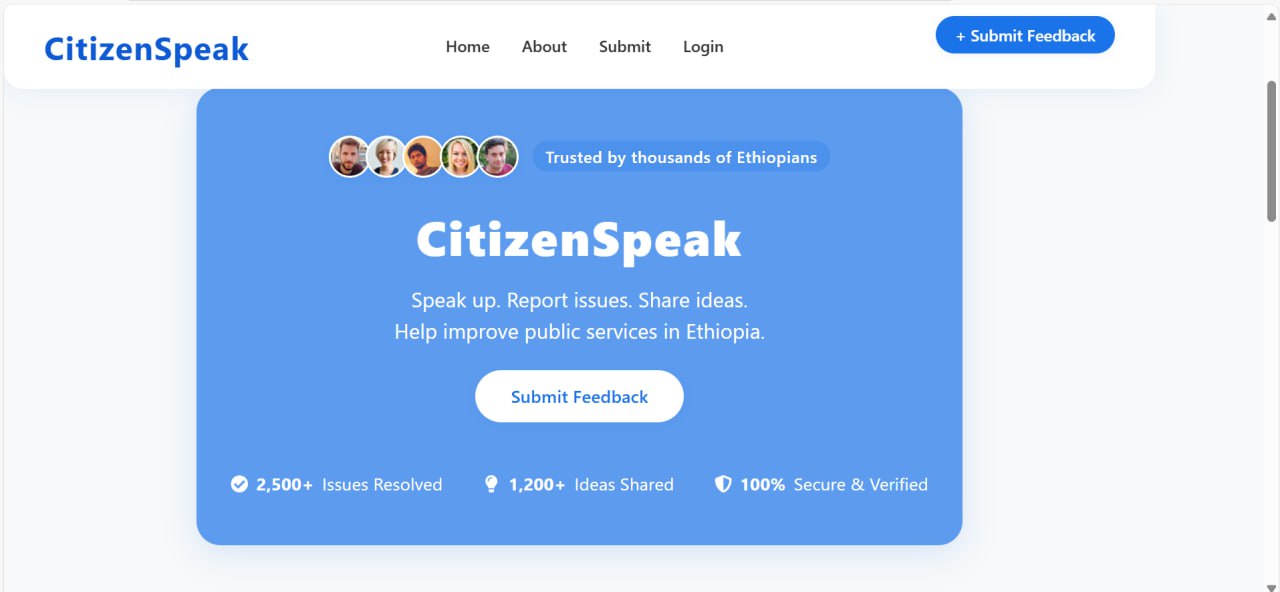 CitizenSpeak
Home About Submit Login
+ Submit Feedback
Trusted by thousands of Ethiopians
CitizenSpeak
Speak up. Report issues. Share ideas.
Help improve public services in Ethiopia.
Submit Feedback
2,500+ Issues Resolved
1,200+ Ideas Shared
100% Secure & Verified